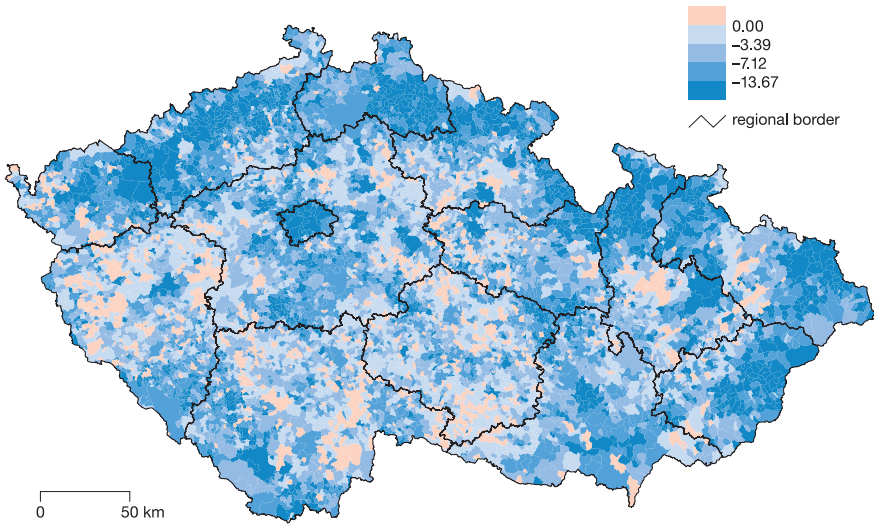 0.00
–3.39
–7.12
–13.67
regional border
0 50 km